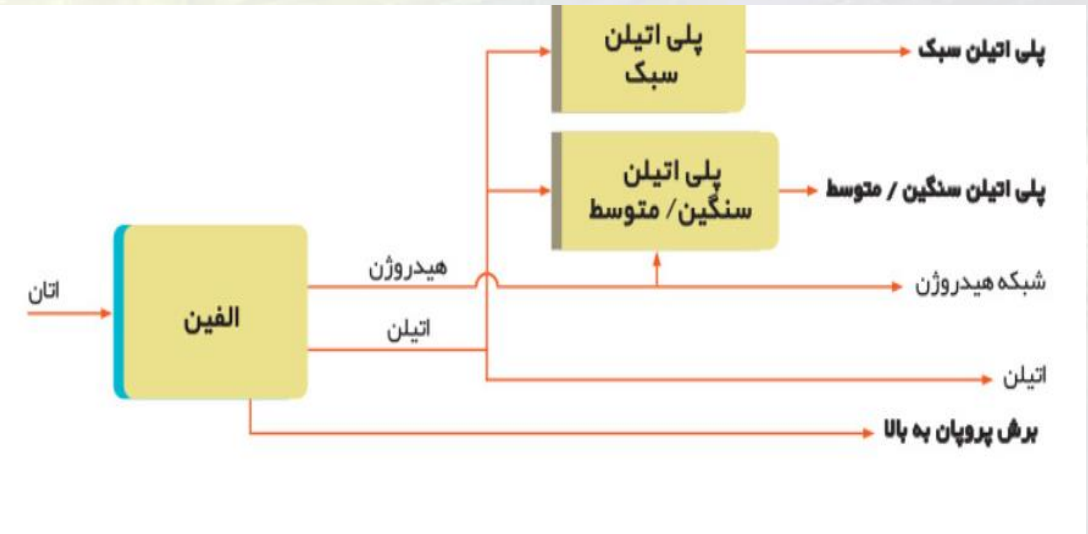 پلی اتیلن
سبک
پلی اتیلن سبک
پلی اتیلن
سنگین/ متوسط
پلی اتیلن سنگین / متوسط
هیدروژن
شبکه هیدروژن
اتان
الفین
اتیلن
اتیلن
برش پروپان به بالا